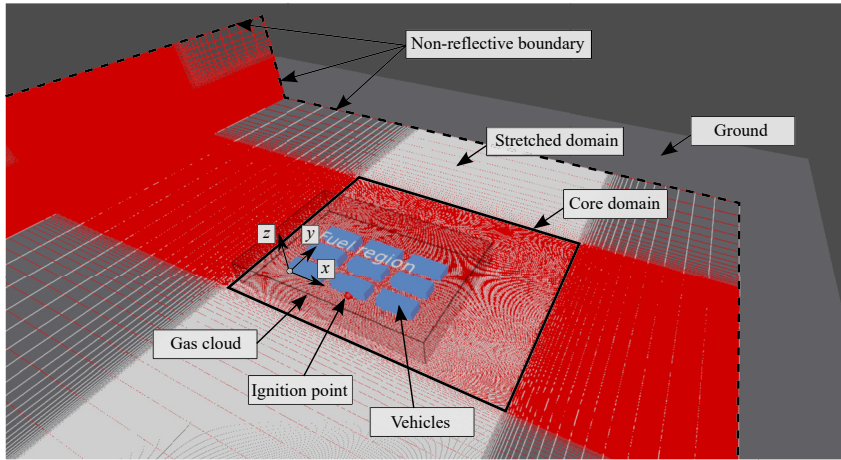 Non-reflective boundary
Stretched domain
Ground
Core domain
z
y
Fuel region
x
Gas cloud
Ignition point
Vehicles